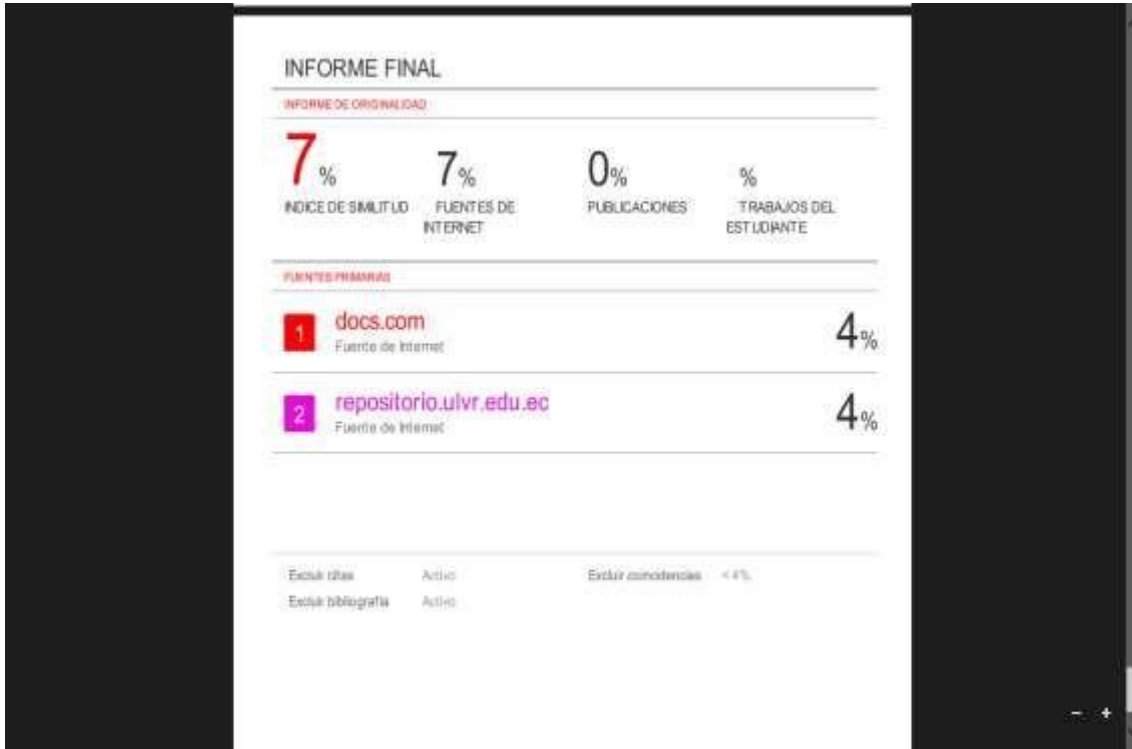 INFORME FINAL
INFORME DE ORIGINALIDAD
7% 7% 0% %
INDICE DE SIMILITUD FUENTES DE INTERNET PUBLICACIONES TRABAJOS DEL ESTUDIANTE
FUENTES PRIMARIAS
1 docs.com 4%
Fuente de Internet
2 repositorio.ulvr.edu.ec 4%
Fuente de Internet
Excluir citas Activo Excluir coincidencias < 4%
Excluir bibliografía Activo